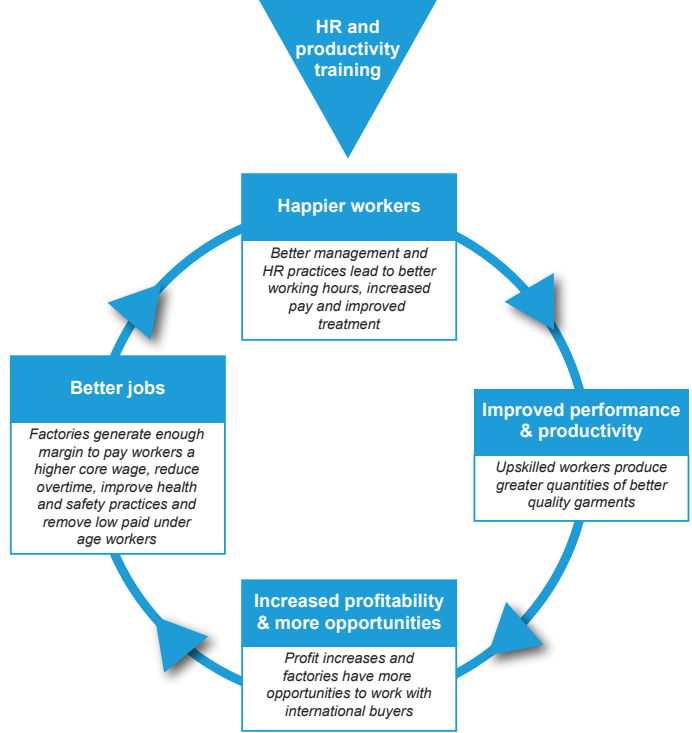 HR and
productivity
training
Happier workers
Better management and
HR practices lead to better
working hours, increased
pay and improved
treatment
Improved performance
& productivity
Upskilled workers produce
greater quantities of better
quality garments
Increased profitability
& more opportunities
Profit increases and
factories have more
opportunities to work with
international buyers
Better jobs
Factories generate enough
margin to pay workers a
higher core wage, reduce
overtime, improve health
and safety practices and
remove low paid under
age workers